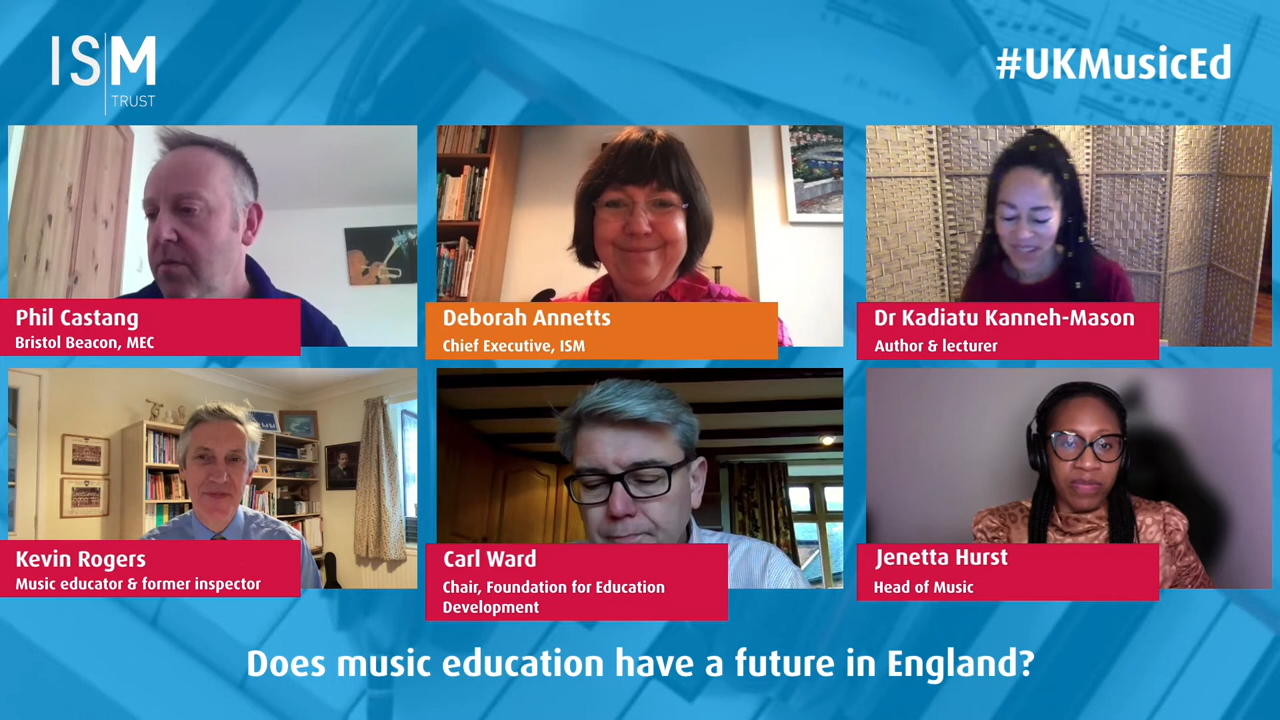 ISM
TRUST
#UKMusicEd
Phil Castang
Bristol Beacon, MEC
Deborah Annetts
Chief Executive, ISM
Dr Kadiatu Kanneh-Mason
Author & lecturer
Kevin Rogers
Music educator & former inspector
Carl Ward
Chair, Foundation for Education
Development
Jenetta Hurst
Head of Music
Does music education have a future in England?